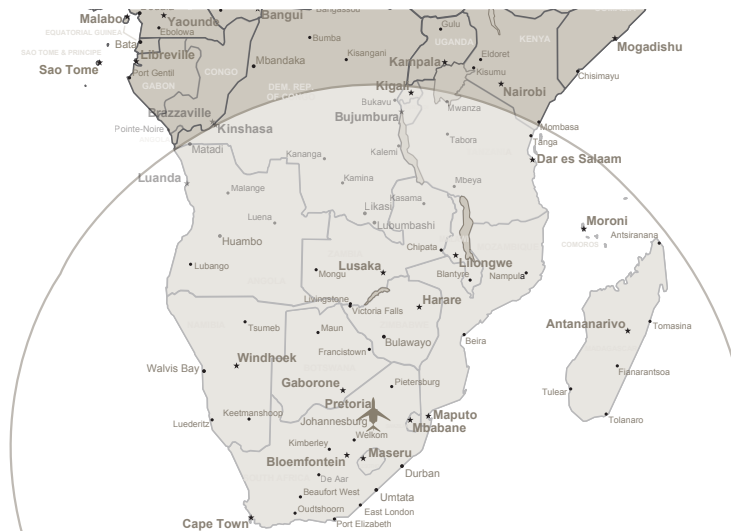 Malabo
Yaounde
Bangui
Bangassou
EQUATORIAL GUINEA
Ebolowa
Gulu
Bata
Bumba
UGANDA
KENYA
Mogadishu
SAO TOME & PRINCIPE
Libreville
Kisangani
Eldoret
Kampala
Sao Tome
Mbandaka
Kisumu
Port Gentil
CONGO
Chisimayu
GABON
DEM. REP.
OF CONGO
Kigali
Nairobi
Bukavu
Mwanza
Brazzaville
Bujumbura
Kinshasa
Pointe-Noire
Mombasa
Tanga
Matadi
Kalemi
Tabora
Kananga
Dar es Salaam
Luanda
Malange
Kamina
Mbeya
Kasama
Likasi
Luena
Lubumbashi
Moroni
Antsiranana
Huambo
COMOROS
Chipata
Lilongwe
Lubango
Mongu
Lusaka
Blantyre
Nampula
Livingstone
Victoria Falls
Harare
Tsumeb
Maun
Bulawayo
Beira
Antananarivo
Tomasina
Francistown
Windhoek
Walvis Bay
Fianarantsoa
Gaborone
Pietersburg
Tulear
Pretoria
Keetmanshoop
Maputo
Luederitz
Johannesburg
Mbabane
Tolanaro
Welkom
Kimberley
Bloemfontein
Maseru
Durban
De Aar
Beaufort West
Umtata
Oudtshoorn
East London
Cape Town
Port Elizabeth